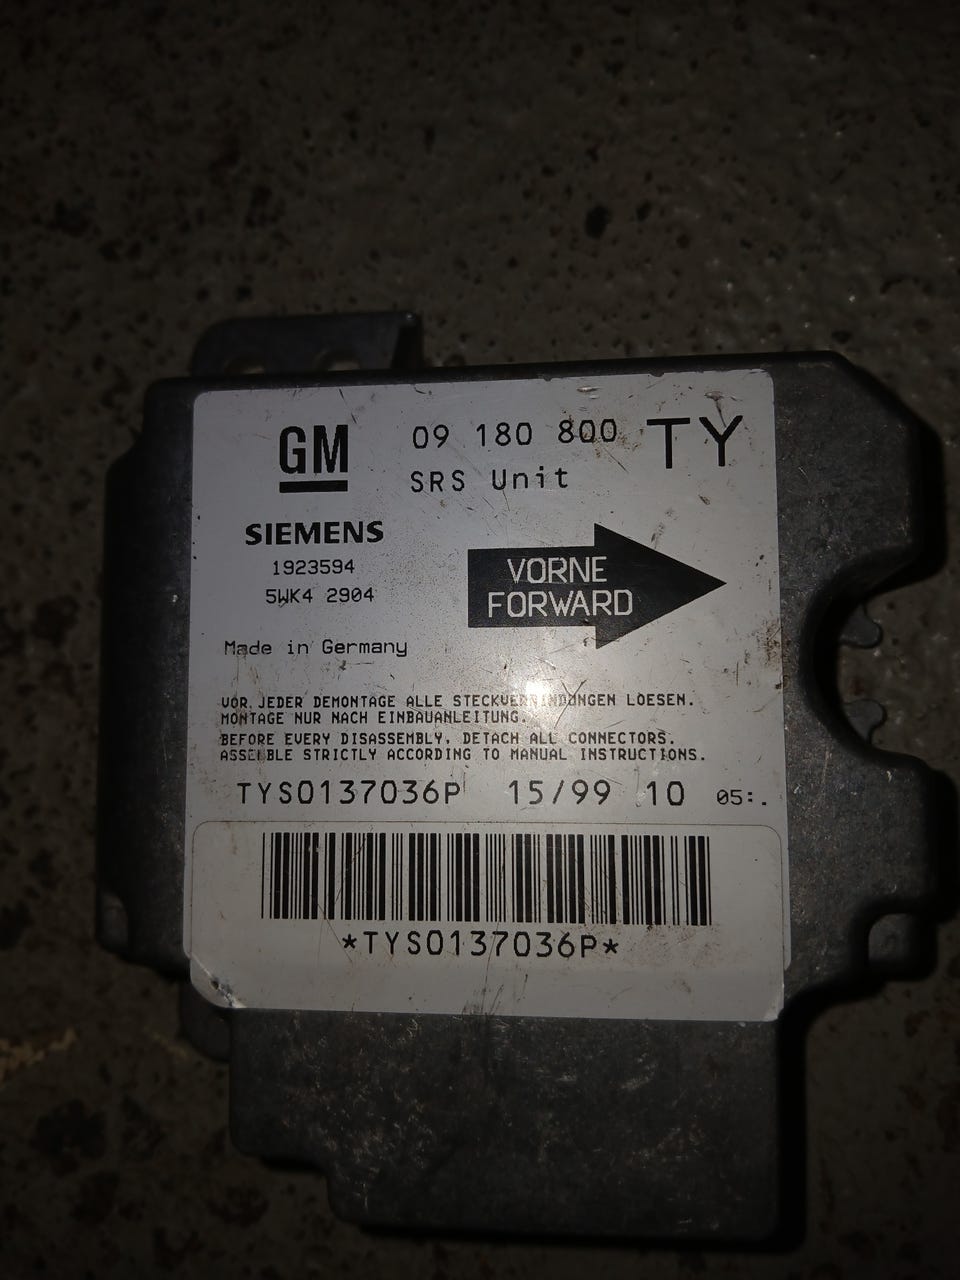 GM
09 180 800 TY
SRS Unit
SIEMENS
1923594
5WK4 2904
VORNE
FORWARD
Made in Germany
VOR JEDER DEMONTAGE ALLE STECKVERBINDUNGEN LOESEN.
MONTAGE NUR NACH EINBAUANLEITUNG.
BEFORE EVERY DISASSEMBLY, DETACH ALL CONNECTORS.
ASSEMBLE STRICTLY ACCORDING TO MANUAL INSTRUCTIONS.
TYS0137036P 15/99 10 05:.
*TYS0137036P*